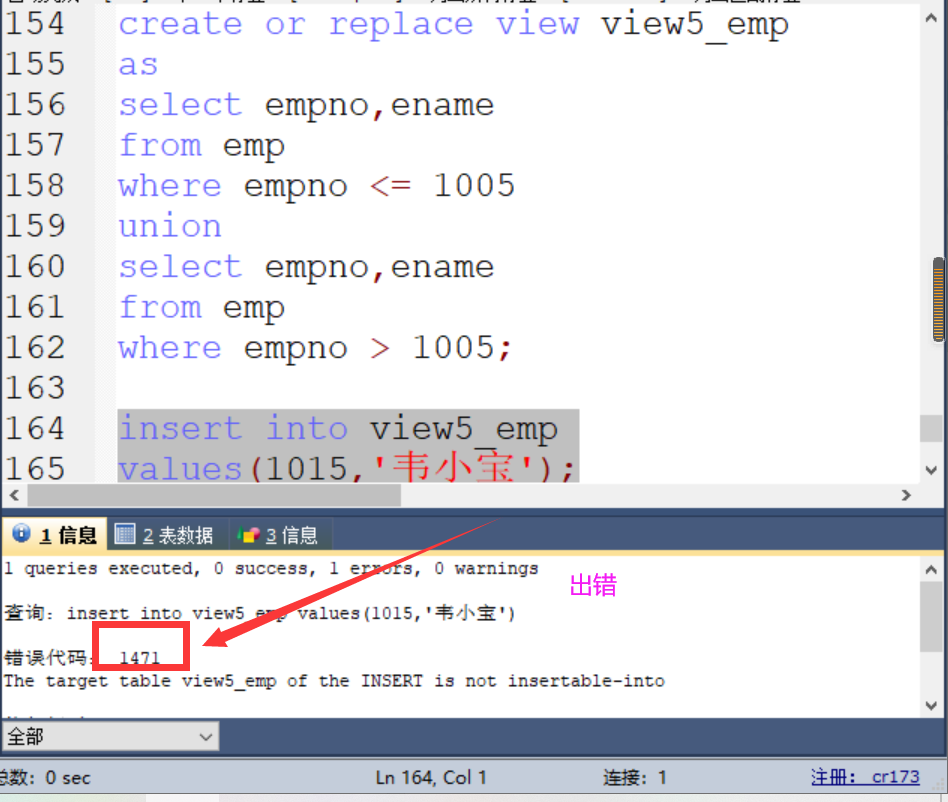 154 create or replace view view5_emp
155 as
156 select empno,ename
157 from emp
158 where empno <= 1005
159 union
160 select empno,ename
161 from emp
162 where empno > 1005;
163
164 insert into view5_emp
165 values(1015,'韦小宝');
1 信息 2 表数据 3 信息
1 queries executed, 0 success, 1 errors, 0 warnings
出错
查询: insert into view5_emp values(1015,'韦小宝')
错误代码: 1471
The target table view5_emp of the INSERT is not insertable-into
全部
总数: 0 sec Ln 164, Col 1 连接: 1 注册: cr173